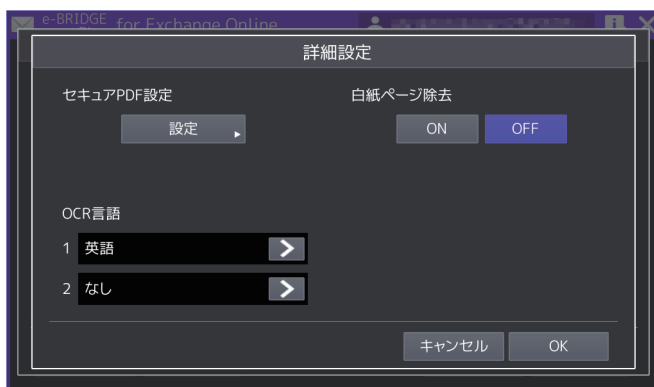 e-BRIDGE
for Exchange Online
詳細設定
セキュアPDF設定
白紙ページ除去
設定
ON
OFF
OCR言語
1 英語
2 なし
キャンセル
OK